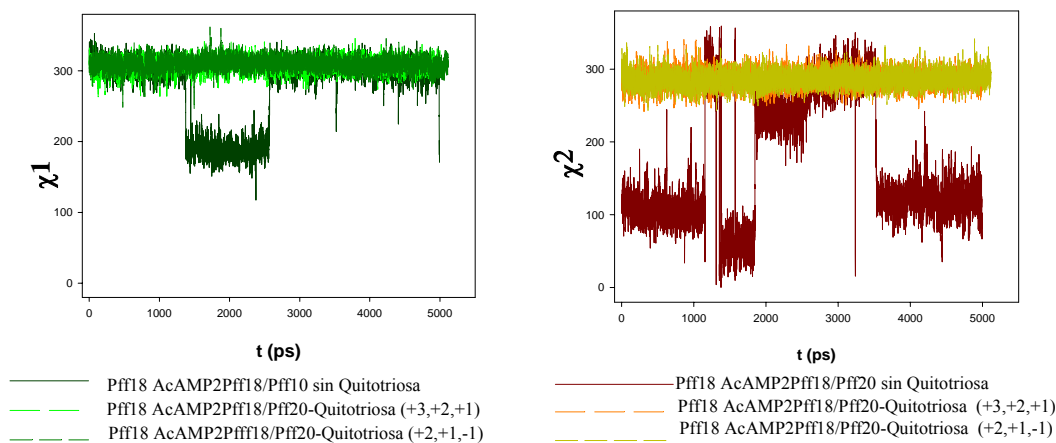 300
200
100
0
χ1
0 1000 2000 3000 4000 5000
t (ps)
Pff18 AcAMP2Pff18/Pff10 sin Quitotriosa
Pff18 AcAMP2Pff18/Pff20-Quitotriosa (+3,+2,+1)
Pff18 AcAMP2Pfff18/Pff20-Quitotriosa (+2,+1,-1)
300
200
100
0
χ2
0 1000 2000 3000 4000 5000
t (ps)
Pff18 AcAMP2Pff18/Pff20 sin Quitotriosa
Pff18 AcAMP2Pff18/Pff20-Quitotriosa (+3,+2,+1)
Pff18 AcAMP2Pff18/Pff20-Quitotriosa (+2,+1,-1)